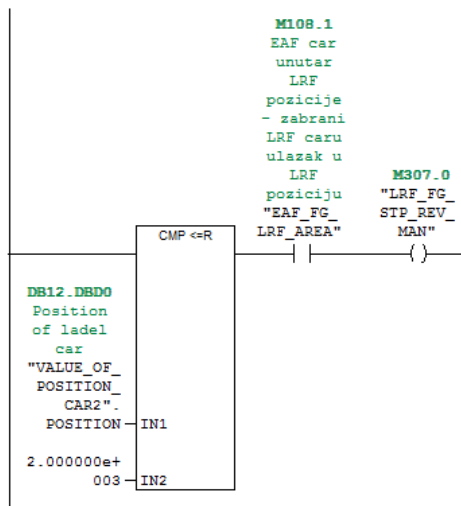 M108.1
EAF car
unutar
LRF
pozicije
- zabrani
LRF caru
ulazak u
LRF
poziciju
"EAF_FG_
LRF_AREA"
M307.0
"LRF_FG_
STP_REV_
MAN"
CMP <=R
DB12.DBD0
Position
of ladel
car
"VALUE_OF_
POSITION_
CAR2".
POSITION
IN1
2.000000e+
003
IN2